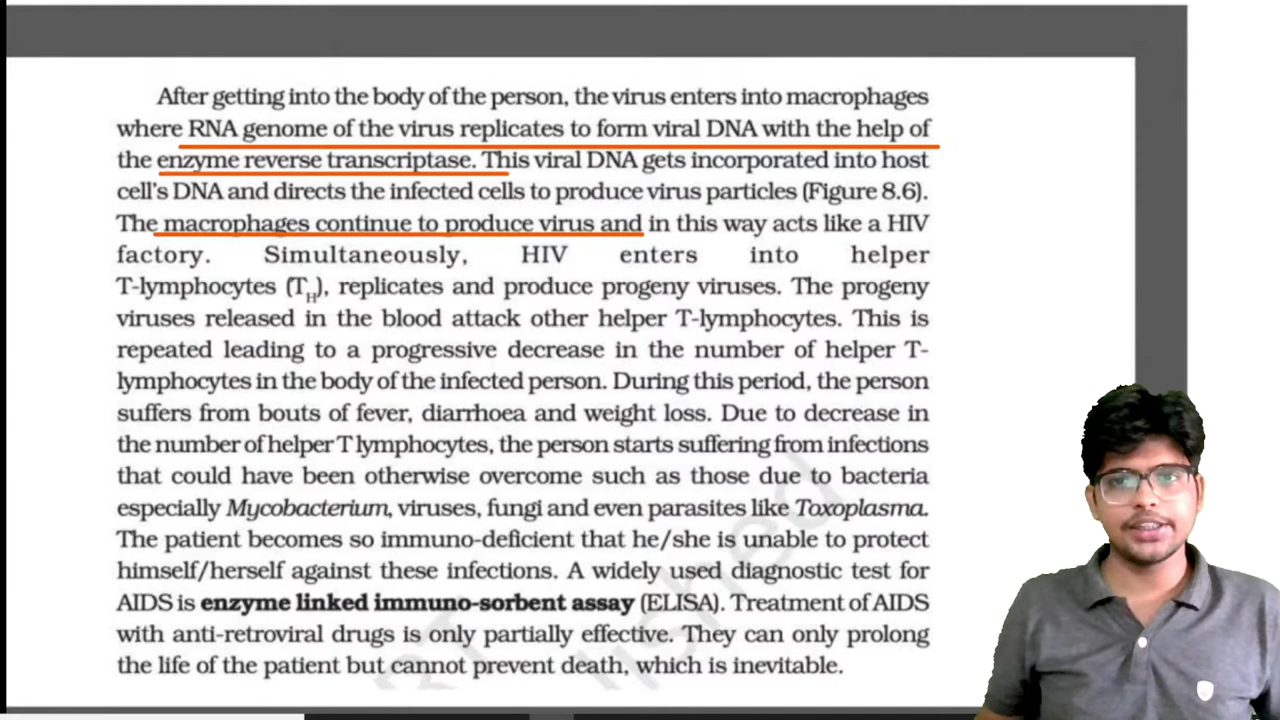 After getting into the body of the person, the virus enters into macrophages
where RNA genome of the virus replicates to form viral DNA with the help of
the enzyme reverse transcriptase. This viral DNA gets incorporated into host
cell's DNA and directs the infected cells to produce virus particles (Figure 8.6).
The macrophages continue to produce virus and in this way acts like a HIV
factory. Simultaneously, HIV enters into helper
T-lymphocytes (TH), replicates and produce progeny viruses. The progeny
viruses released in the blood attack other helper T-lymphocytes. This is
repeated leading to a progressive decrease in the number of helper T-
lymphocytes in the body of the infected person. During this period, the person
suffers from bouts of fever, diarrhoea and weight loss. Due to decrease in
the number of helper T lymphocytes, the person starts suffering from infections
that could have been otherwise overcome such as those due to bacteria
especially Mycobacterium, viruses, fungi and even parasites like Toxoplasma.
The patient becomes so immuno-deficient that he/she is unable to protect
himself/herself against these infections. A widely used diagnostic test for
AIDS is enzyme linked immuno-sorbent assay (ELISA). Treatment of AIDS
with anti-retroviral drugs is only partially effective. They can only prolong
the life of the patient but cannot prevent death, which is inevitable.